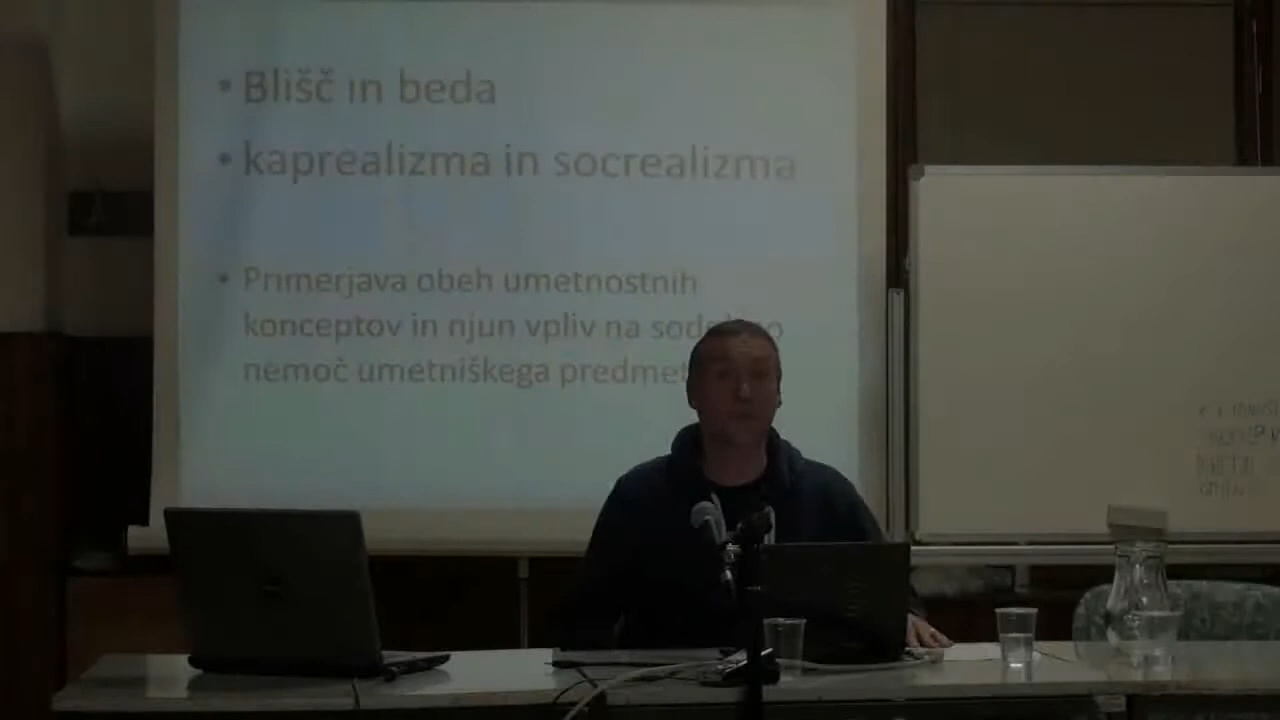 • Blišč in beda
• kaprealizma in socrealizma
• Primerjava obeh umetnostnih
konceptov in njun vpliv na
nemoč umetniškega